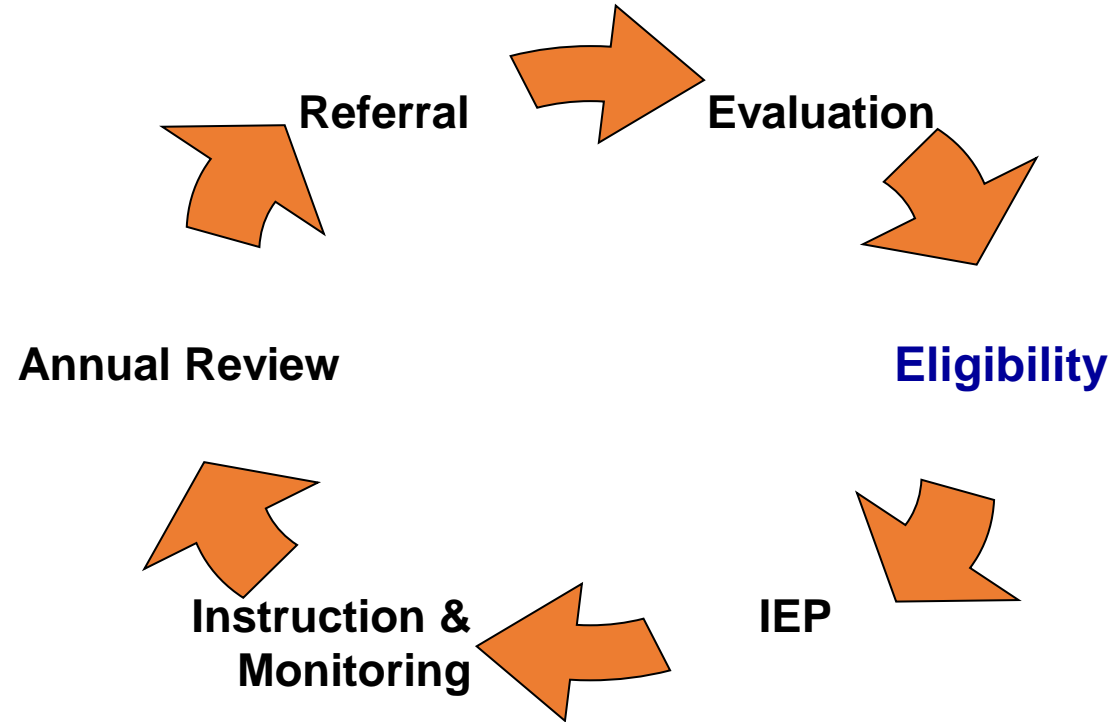 Referral
Evaluation
Eligibility
IEP
Instruction &
Monitoring
Annual Review